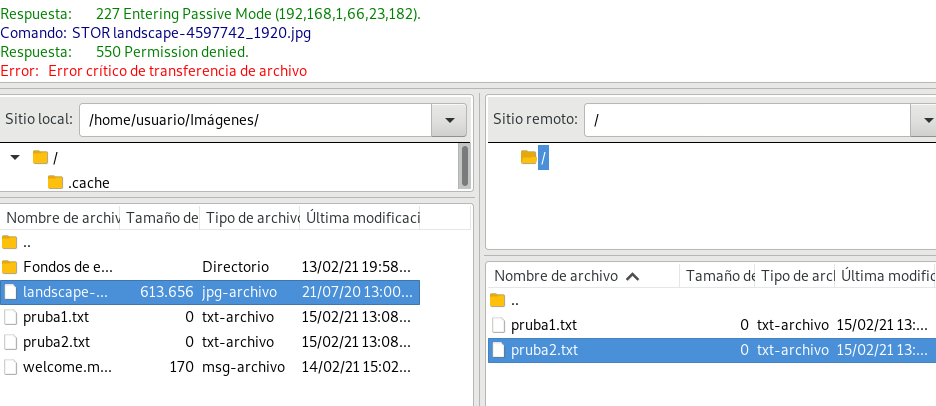 Respuesta: 227 Entering Passive Mode (192,168,1,66,23,182).
Comando: STOR landscape-4597742_1920.jpg
Respuesta: 550 Permission denied.
Error: Error crítico de transferencia de archivo
Sitio local: /home/usuario/Imágenes/
/
.cache
Nombre de archiv Tamaño de Tipo de archivo Última modificaci
..
Fondos de e... Directorio 13/02/21 19:58...
landscape-... 613.656 jpg-archivo 21/07/20 13:00...
pruba1.txt 0 txt-archivo 15/02/21 13:08...
pruba2.txt 0 txt-archivo 15/02/21 13:08...
welcome.m... 170 msg-archivo 14/02/21 15:02...
Sitio remoto: /
/
Nombre de archivo Tamaño de Tipo de arcl Última modific
..
pruba1.txt 0 txt-archivo 15/02/21 13:...
pruba2.txt 0 txt-archivo 15/02/21 13:...